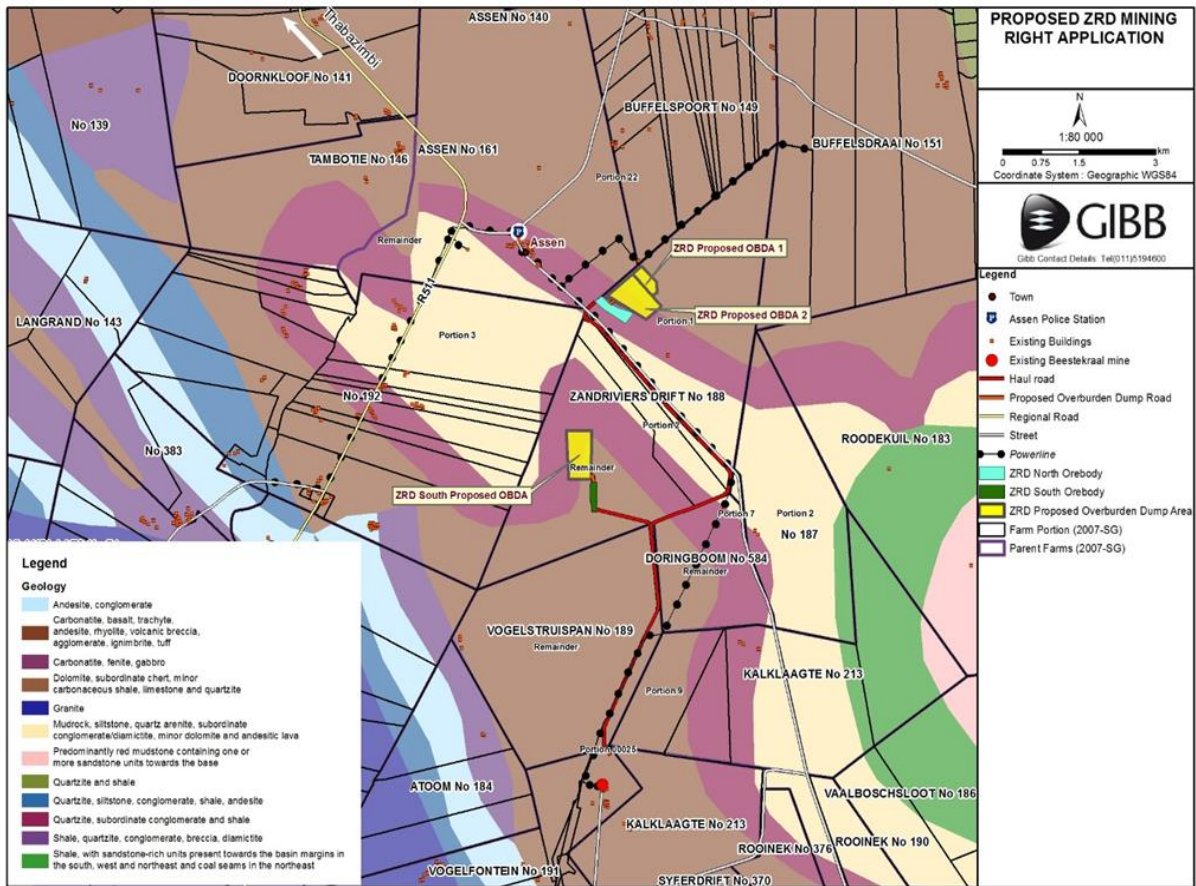 PROPOSED ZRD MINING
RIGHT APPLICATION
N
1:80 000
km
0 0.75 1.5 3
Coordinate System : Geographic WGS84
GIBB
Gibb Contact Details: Tel(011)5194600
Legend
Town
Assen Police Station
Existing Buildings
Existing Beestekraal mine
Haul road
Proposed Overburden Dump Road
Regional Road
Street
Powerline
ZRD North Orebody
ZRD South Orebody
ZRD Proposed Overburden Dump Area
Farm Portion (2007-SG)
Parent Farms (2007-SG)
ASSEN No 140
Thabazimbi
DOORNKLOOF No 141
BUFFELSPOORT No 149
No 139
BUFFELSDRAAI No 151
TAMBOTIE No 146
ASSEN No 161
Portion 22
Remainder
Assen
ZRD Proposed OBDA 1
R511
LANGRAND No 143
ZRD Proposed OBDA 2
Portion 1
Portion 3
No 192
ZANDRIVIERS DRIFT No 188
Portion 2
ROODEKUIL No 183
No 383
Remainder
ZRD South Proposed OBDA
Portion 7
Portion 2
No 187
DORINGBOOM No 584
Remainder
VOGELSTRUISPAN No 189
Remainder
KALKLAAGTE No 213
Portion 9
Portion 00025
ATOOM No 184
VAALBOSCHSLOOT No 186
KALKLAAGTE No 213
ROOINEK No 190
ROOINEK No 376
VOGELFONTEIN No 191
SYFERDRIFT No 370
Legend
Geology
Andesite, conglomerate
Carbonatite, basalt, trachyte,
andesite, rhyolite, volcanic breccia,
agglomerate, ignimbrite, tuff
Carbonatite, fenite, gabbro
Dolomite, subordinate chert, minor
carbonaceous shale, limestone and quartzite
Granite
Mudrock, siltstone, quartz arenite, subordinate
conglomerate/diamictite, minor dolomite and andesitic lava
Predominantly red mudstone containing one or
more sandstone units towards the base
Quartzite and shale
Quartzite, siltstone, conglomerate, shale, andesite
Quartzite, subordinate conglomerate and shale
Shale, quartzite, conglomerate, breccia, diamictite
Shale, with sandstone-rich units present towards the basin margins in
the south, west and northeast and coal seams in the northeast